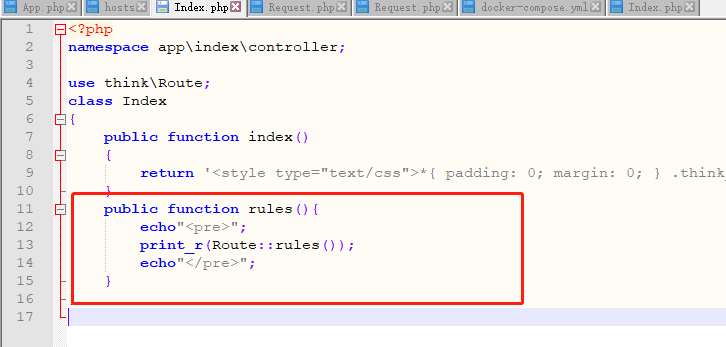 App.php hosts Index.php Request.php Request.php docker-compose.yml Index.php
1 <?php
2 namespace app\index\controller;
3
4 use think\Route;
5 class Index
6 {
7 public function index()
8 {
9 return '<style type="text/css">*{ padding: 0; margin: 0; } .think_
10 }
11 public function rules(){
12 echo"<pre>";
13 print_r(Route::rules());
14 echo"</pre>";
15 }
16
17